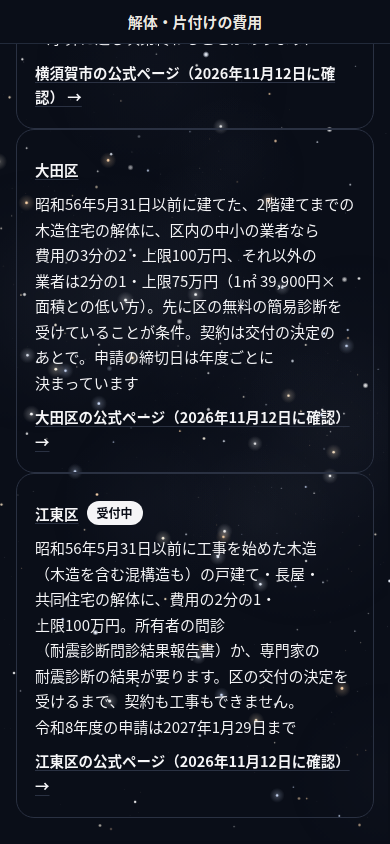 解体・片付けの費用
横須賀市の公式ページ（2026年11月12日に確
認） →
大田区
昭和56年5月31日以前に建てた、2階建てまでの
木造住宅の解体に、区内の中小の業者なら
費用の3分の2・上限100万円、それ以外の
業者は2分の1・上限75万円（1㎡ 39,900円×
面積との低い方）。先に区の無料の簡易診断を
受けていることが条件。契約は交付の決定の
あとで。申請の締切日は年度ごとに
決まっています
大田区の公式ページ（2026年11月12日に確認）
→
江東区 受付中
昭和56年5月31日以前に工事を始めた木造
（木造を含む混構造も）の戸建て・長屋・
共同住宅の解体に、費用の2分の1・
上限100万円。所有者の問診
（耐震診断問診結果報告書）か、専門家の
耐震診断の結果が要ります。区の交付の決定を
受けるまで、契約も工事もできません。
令和8年度の申請は2027年1月29日まで
江東区の公式ページ（2026年11月12日に確認）
→